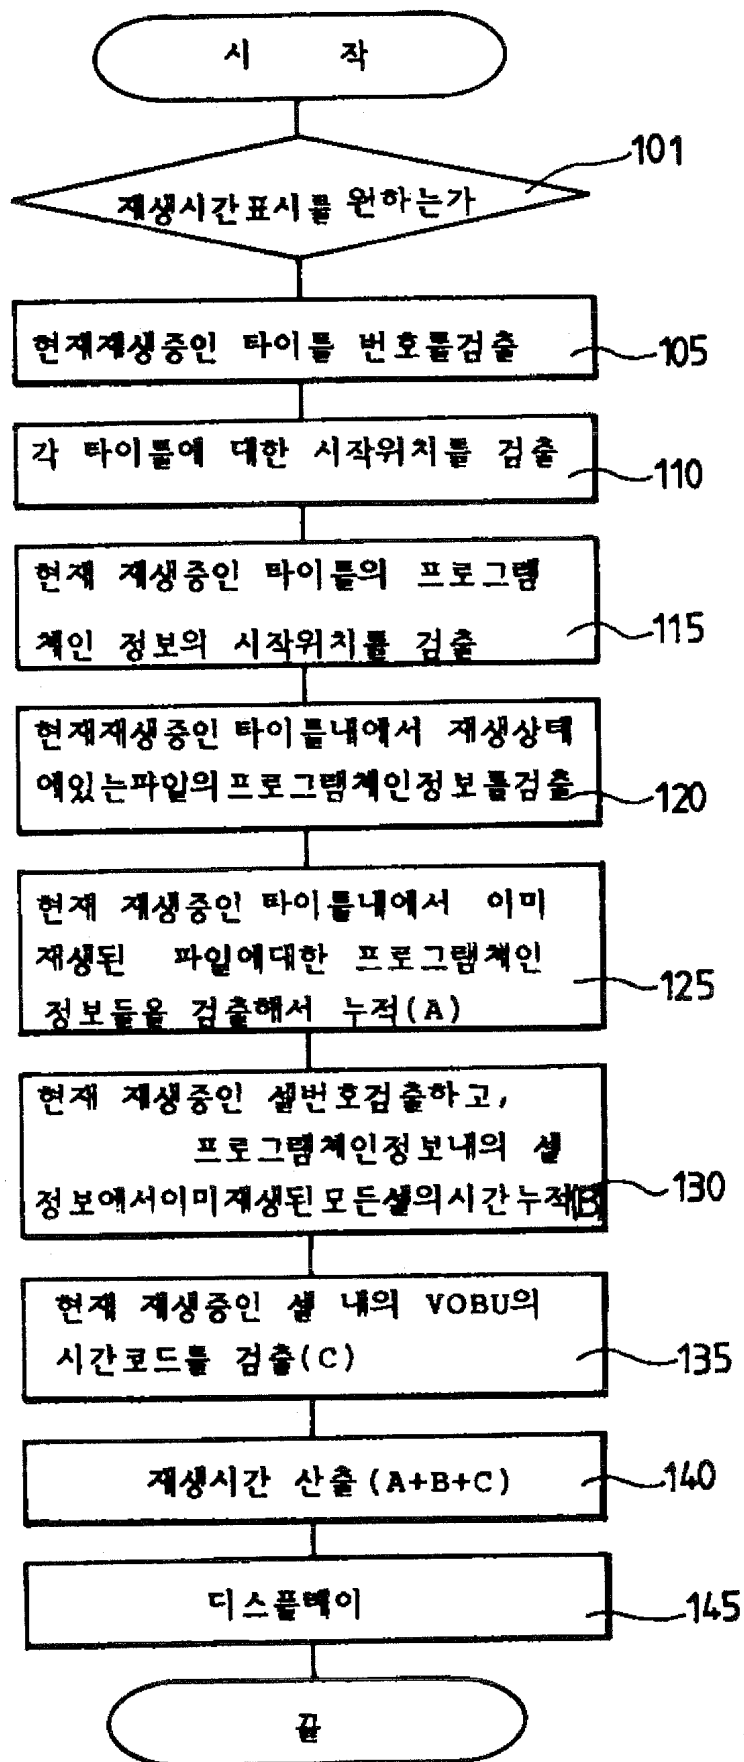 시 작
재생시간표시를 원하는가
101
현재재생중인 타이틀 번호를검출
105
각 타이틀에 대한 시작위치를 검출
110
현재 재생중인 타이틀의 프로그램
체인 정보의 시작위치를 검출
115
현재재생중인 타이틀내에서 재생상태
에있는파일의프로그램체인정보를검출
120
현재 재생중인 타이틀내에서 이미
재생된 파일에대한 프로그램체인
정보들을 검출해서 누적(A)
125
현재 재생중인 셀번호검출하고,
프로그램체인정보내의 셀
정보에서이미재생된모든셀의시간누적(B)
130
현재 재생중인 셀 내의 VOBU의
시간코드를 검출(C)
135
재생시간 산출(A+B+C)
140
디스플레이
145
끝